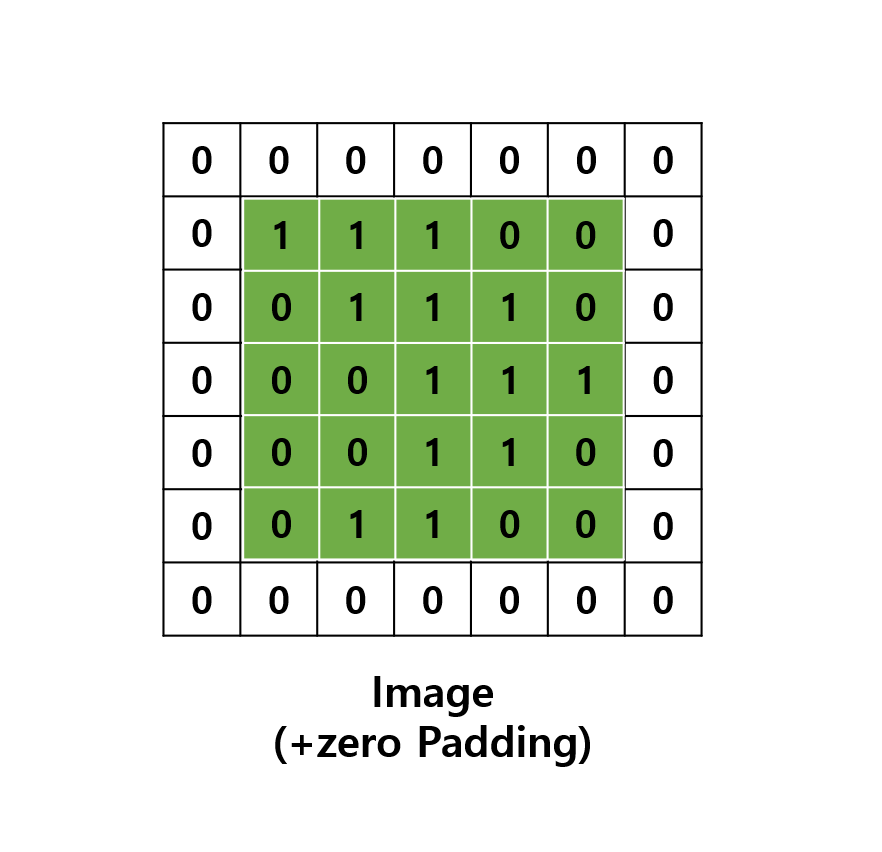 0 0 0 0 0 0 0
0 1 1 1 0 0 0
0 0 1 1 1 0 0
0 0 0 1 1 1 0
0 0 0 1 1 0 0
0 0 1 1 0 0 0
0 0 0 0 0 0 0
Image
(+zero Padding)